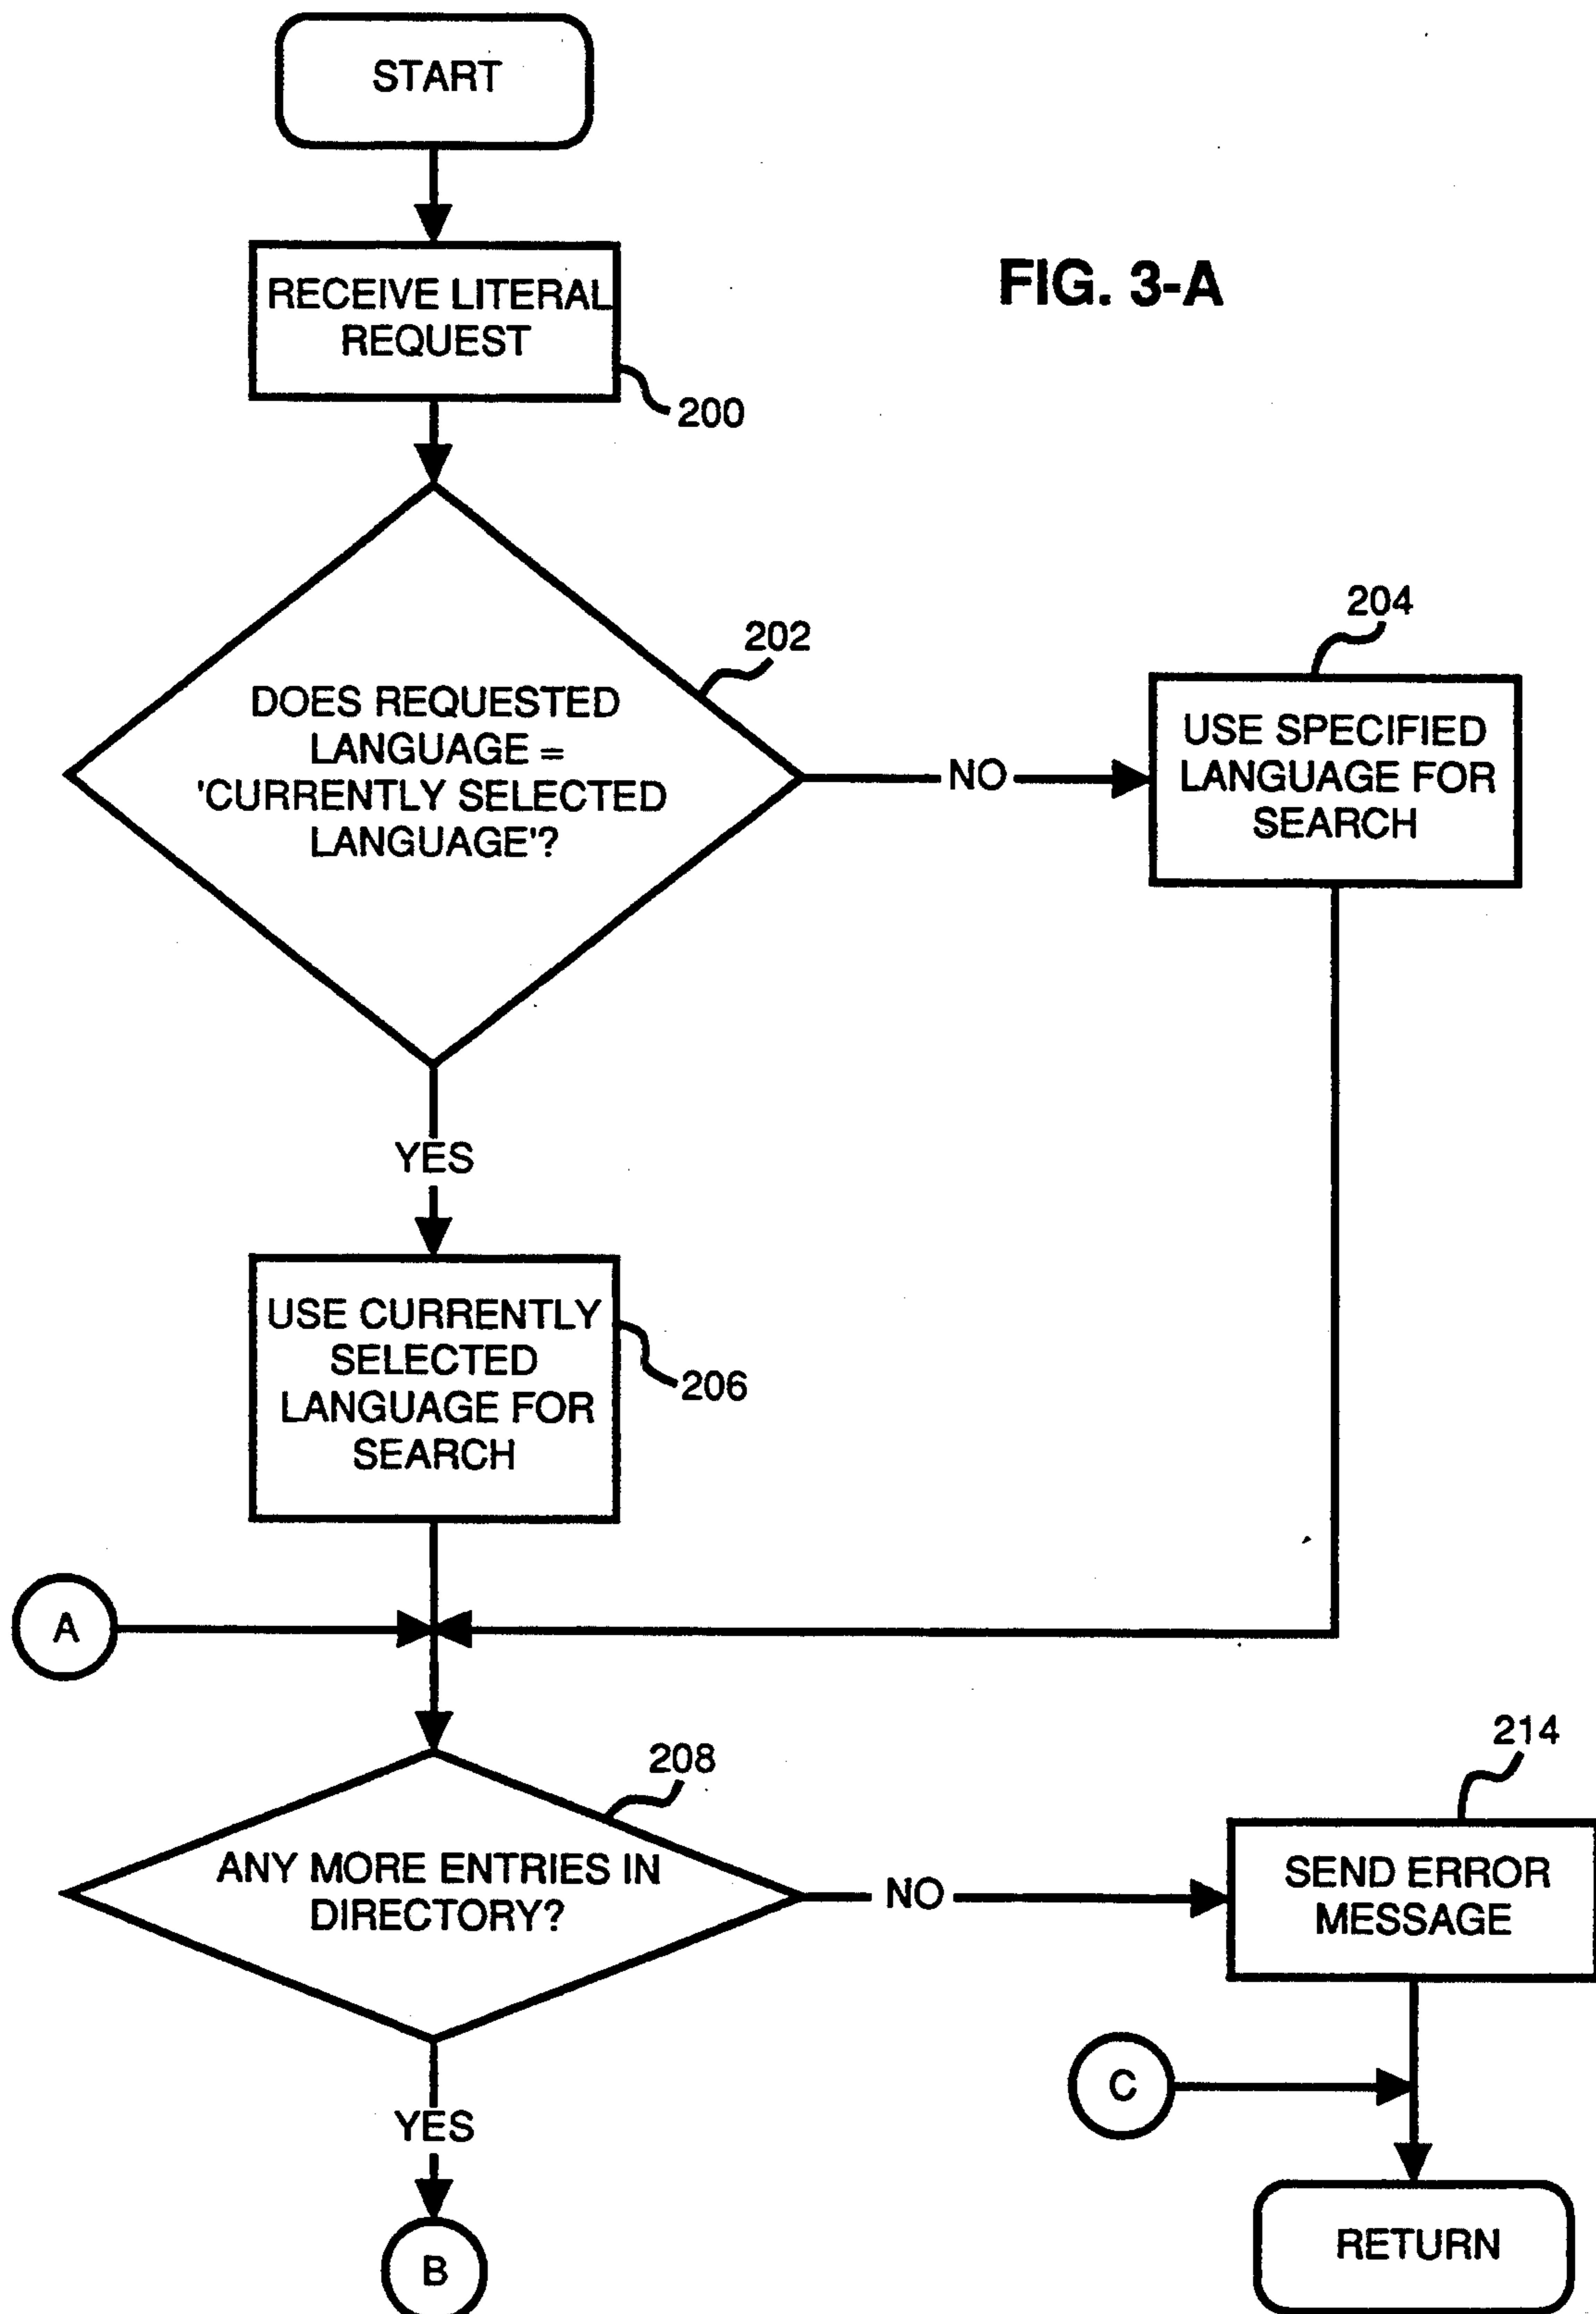 START
RECEIVE LITERAL
REQUEST
200
FIG. 3-A
202
DOES REQUESTED
LANGUAGE =
'CURRENTLY SELECTED
LANGUAGE'?
NO
204
USE SPECIFIED
LANGUAGE FOR
SEARCH
YES
USE CURRENTLY
SELECTED
LANGUAGE FOR
SEARCH
206
A
208
ANY MORE ENTRIES IN
DIRECTORY?
NO
214
SEND ERROR
MESSAGE
C
YES
B
RETURN